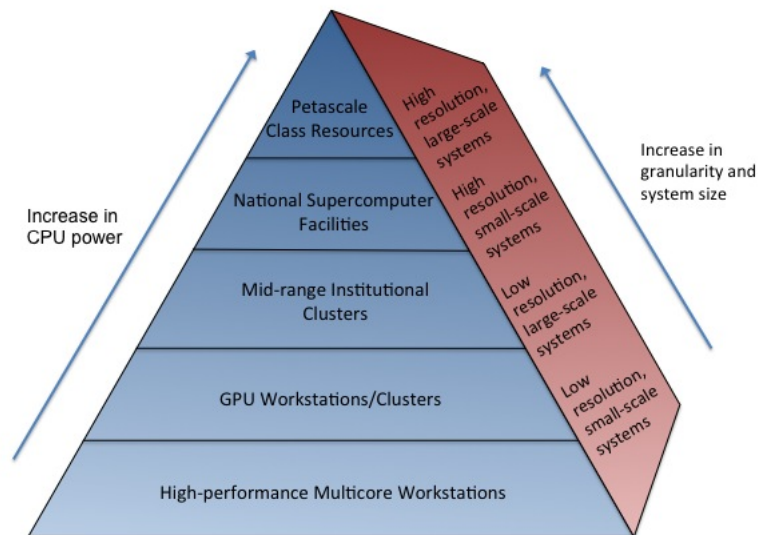 Petascale
Class Resources
National Supercomputer
Facilities
Mid-range Institutional
Clusters
GPU Workstations/Clusters
High-performance Multicore Workstations
High
resolution,
large-scale
systems
High
resolution,
small-scale
systems
Low
resolution,
large-scale
systems
Low
resolution,
small-scale
systems
Increase in
CPU power
Increase in
granularity and
system size